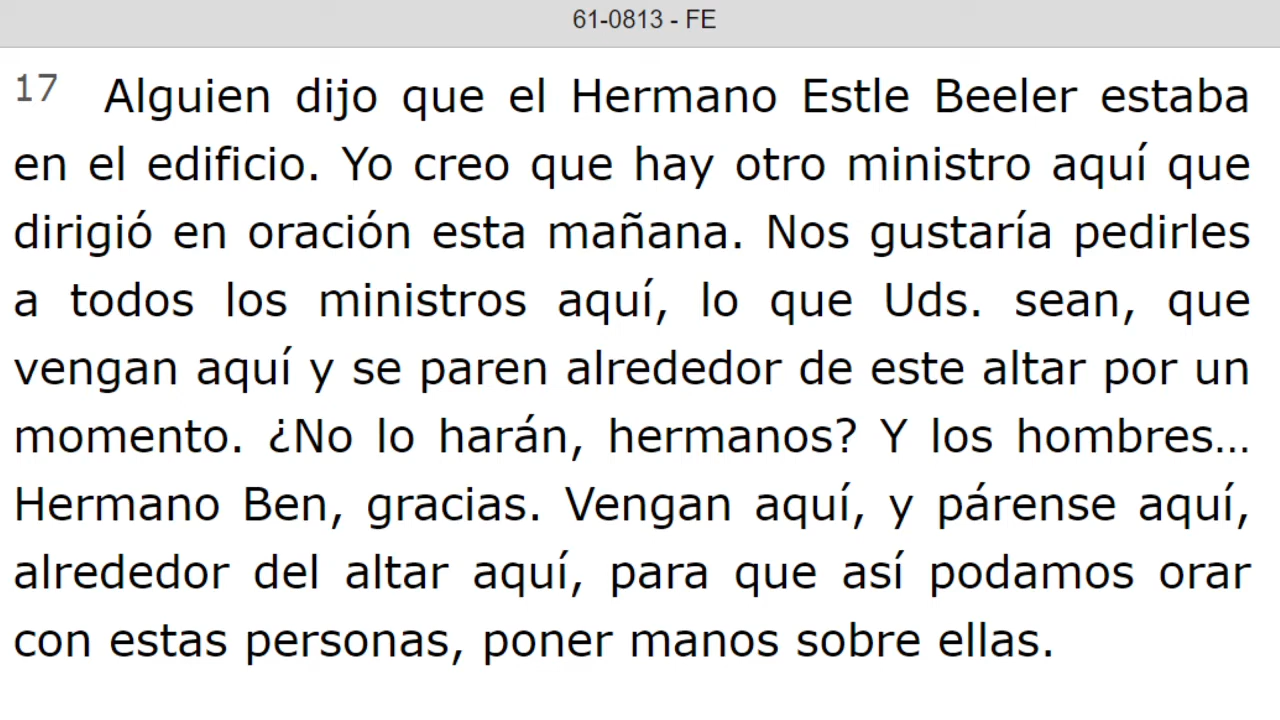 61-0813 - FE
17 Alguien dijo que el Hermano Estle Beeler estaba
en el edificio. Yo creo que hay otro ministro aquí que
dirigió en oración esta mañana. Nos gustaría pedirles
a todos los ministros aquí, lo que Uds. sean, que
vengan aquí y se paren alrededor de este altar por un
momento. ¿No lo harán, hermanos? Y los hombres...
Hermano Ben, gracias. Vengan aquí, y párense aquí,
alrededor del altar aquí, para que así podamos orar
con estas personas, poner manos sobre ellas.